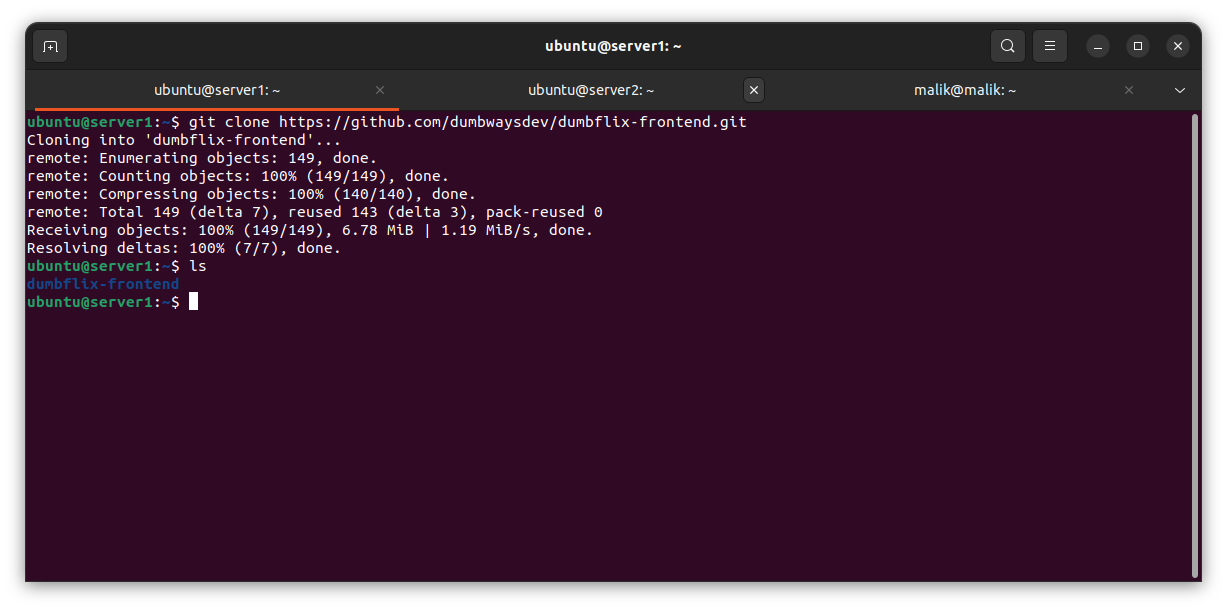 ubuntu@server1: ~
ubuntu@server1: ~
ubuntu@server2: ~
malik@malik: ~
ubuntu@server1:~$ git clone https://github.com/dumbwaysdev/dumbflix-frontend.git
Cloning into 'dumbflix-frontend'...
remote: Enumerating objects: 149, done.
remote: Counting objects: 100% (149/149), done.
remote: Compressing objects: 100% (140/140), done.
remote: Total 149 (delta 7), reused 143 (delta 3), pack-reused 0
Receiving objects: 100% (149/149), 6.78 MiB | 1.19 MiB/s, done.
Resolving deltas: 100% (7/7), done.
ubuntu@server1:~$ ls
dumbflix-frontend
ubuntu@server1:~$